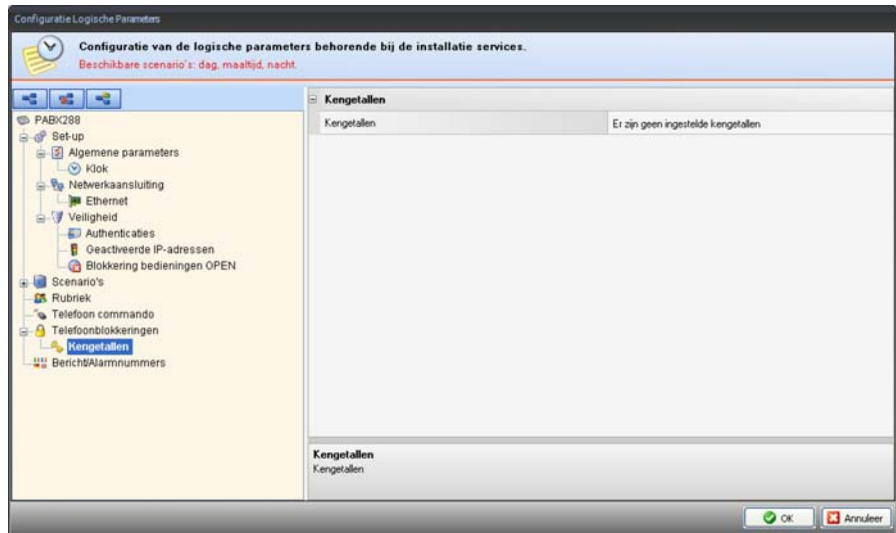 Configuratie Logische Parameters
Configuratie van de logische parameters behorende bij de installatie services.
Beschikbare scenario's: dag, maaltijd, nacht.
PABX288
Set-up
Algemene parameters
Klok
Netwerkaansluiting
Ethernet
Veiligheid
Authenticaties
Geactiveerde IP-adressen
Blokkering bedieningen OPEN
Scenario's
Rubriek
Telefoon commando
Telefoonblokkeringen
Kengetallen
Bericht/Alarmnummers
Kengetallen
Kengetallen Er zijn geen ingestelde kengetallen
Kengetallen
Kengetallen
OK Annuleer